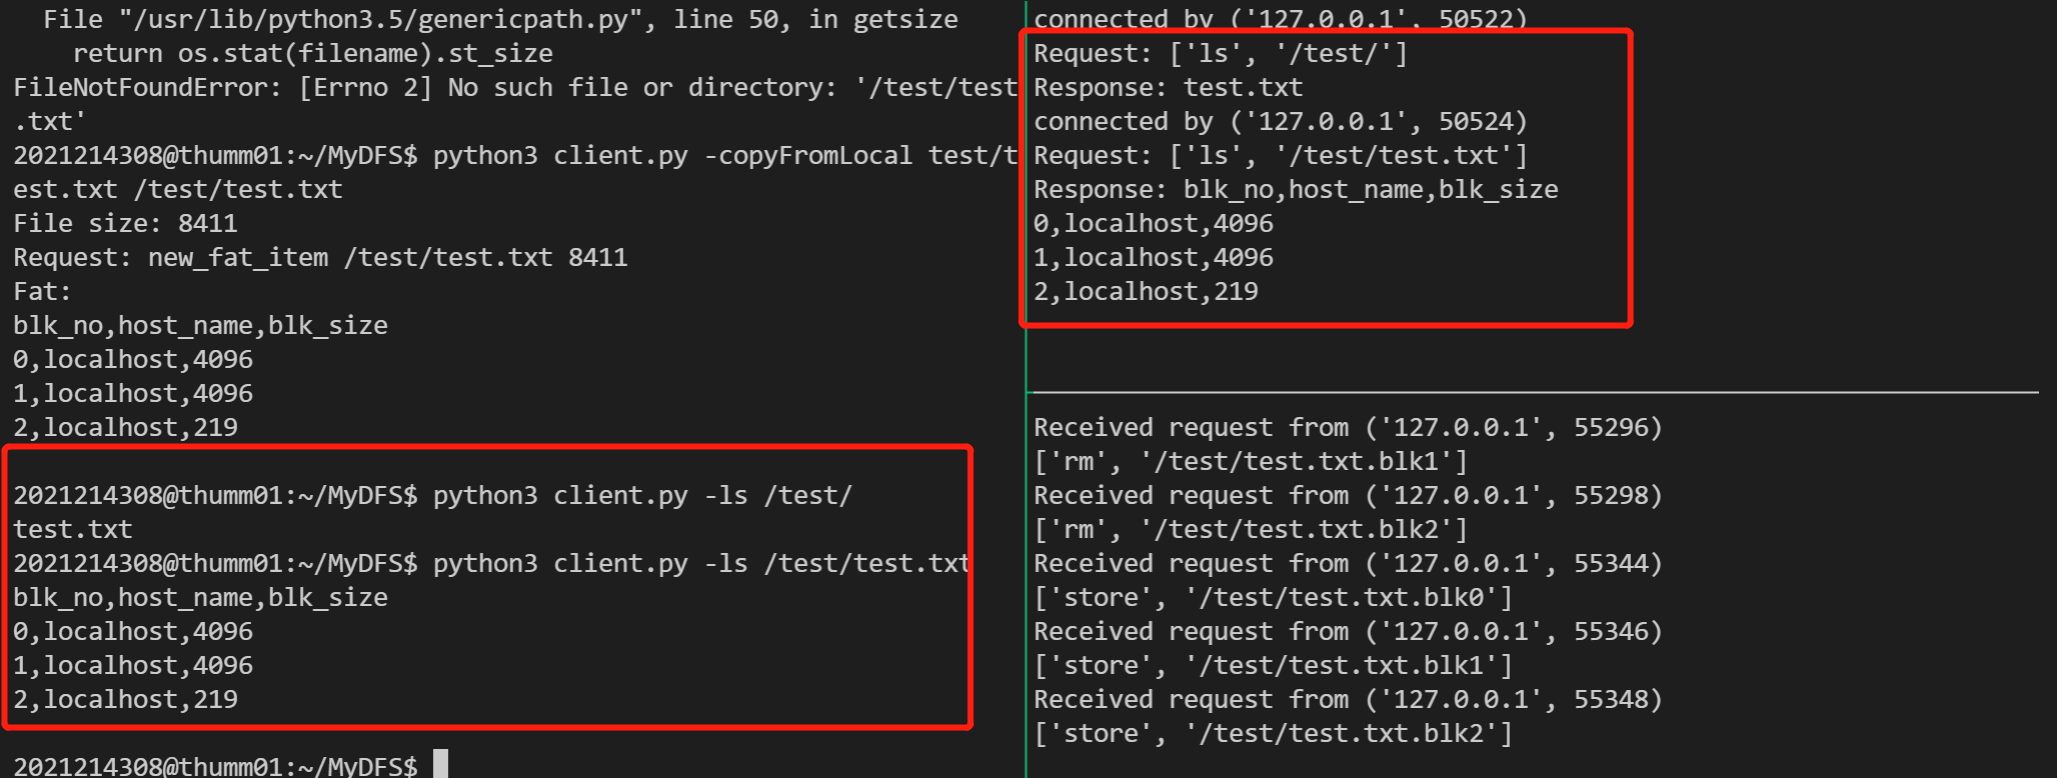 File "/usr/lib/python3.5/genericpath.py", line 50, in getsize
    return os.stat(filename).st_size
FileNotFoundError: [Errno 2] No such file or directory: '/test/test
.txt'
2021214308@thumm01:~/MyDFS$ python3 client.py -copyFromLocal test/t
est.txt /test/test.txt
File size: 8411
Request: new_fat_item /test/test.txt 8411
Fat:
blk_no,host_name,blk_size
0,localhost,4096
1,localhost,4096
2,localhost,219
2021214308@thumm01:~/MyDFS$ python3 client.py -ls /test/
test.txt
2021214308@thumm01:~/MyDFS$ python3 client.py -ls /test/test.txt
blk_no,host_name,blk_size
0,localhost,4096
1,localhost,4096
2,localhost,219
2021214308@thumm01:~/MyDFS$
connected by ('127.0.0.1', 50522)
Request: ['ls', '/test/']
Response: test.txt
connected by ('127.0.0.1', 50524)
Request: ['ls', '/test/test.txt']
Response: blk_no,host_name,blk_size
0,localhost,4096
1,localhost,4096
2,localhost,219
Received request from ('127.0.0.1', 55296)
['rm', '/test/test.txt.blk1']
Received request from ('127.0.0.1', 55298)
['rm', '/test/test.txt.blk2']
Received request from ('127.0.0.1', 55344)
['store', '/test/test.txt.blk0']
Received request from ('127.0.0.1', 55346)
['store', '/test/test.txt.blk1']
Received request from ('127.0.0.1', 55348)
['store', '/test/test.txt.blk2']